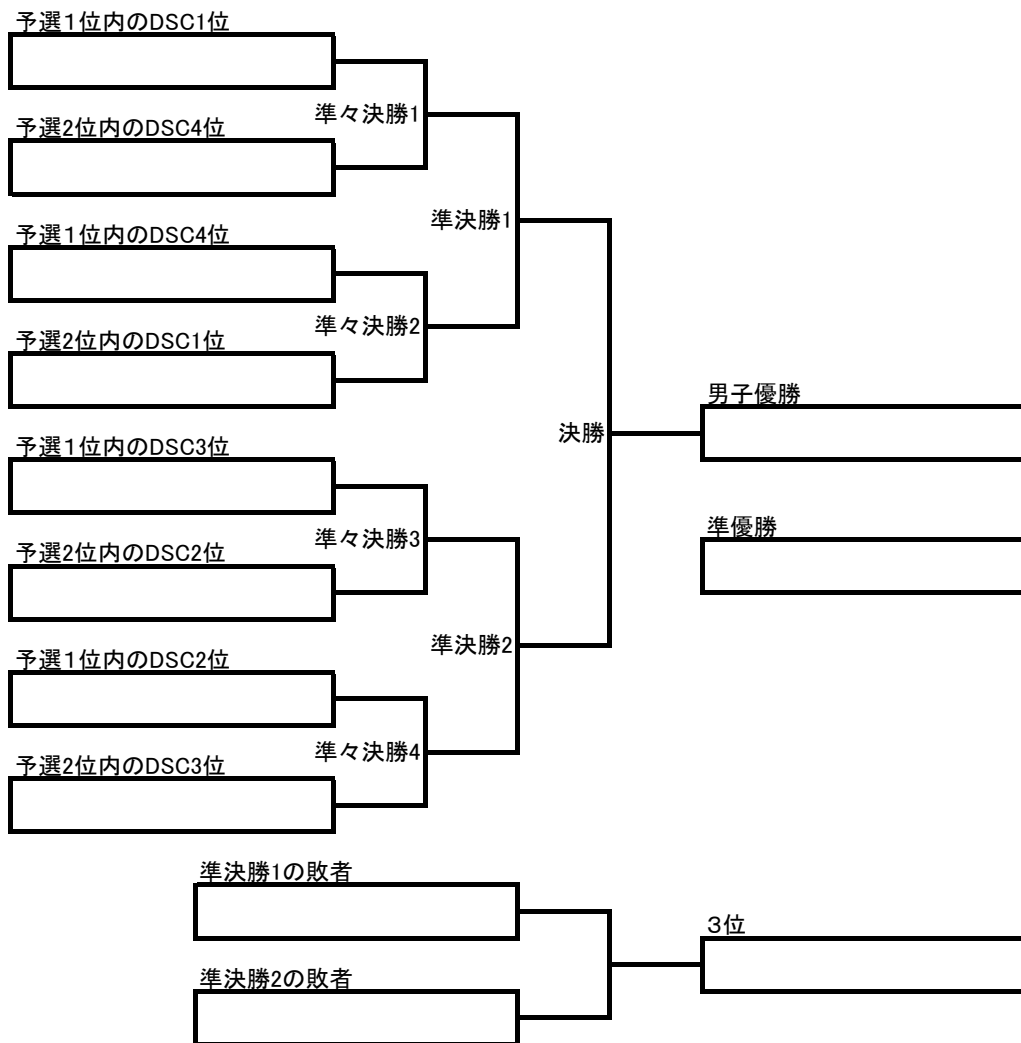 予選１位内のDSC1位
準々決勝1
予選2位内のDSC4位
準決勝1
予選１位内のDSC4位
準々決勝2
予選2位内のDSC1位
男子優勝
決勝
予選１位内のDSC3位
準優勝
準々決勝3
予選2位内のDSC2位
準決勝2
予選１位内のDSC2位
準々決勝4
予選2位内のDSC3位
準決勝1の敗者
３位
準決勝2の敗者